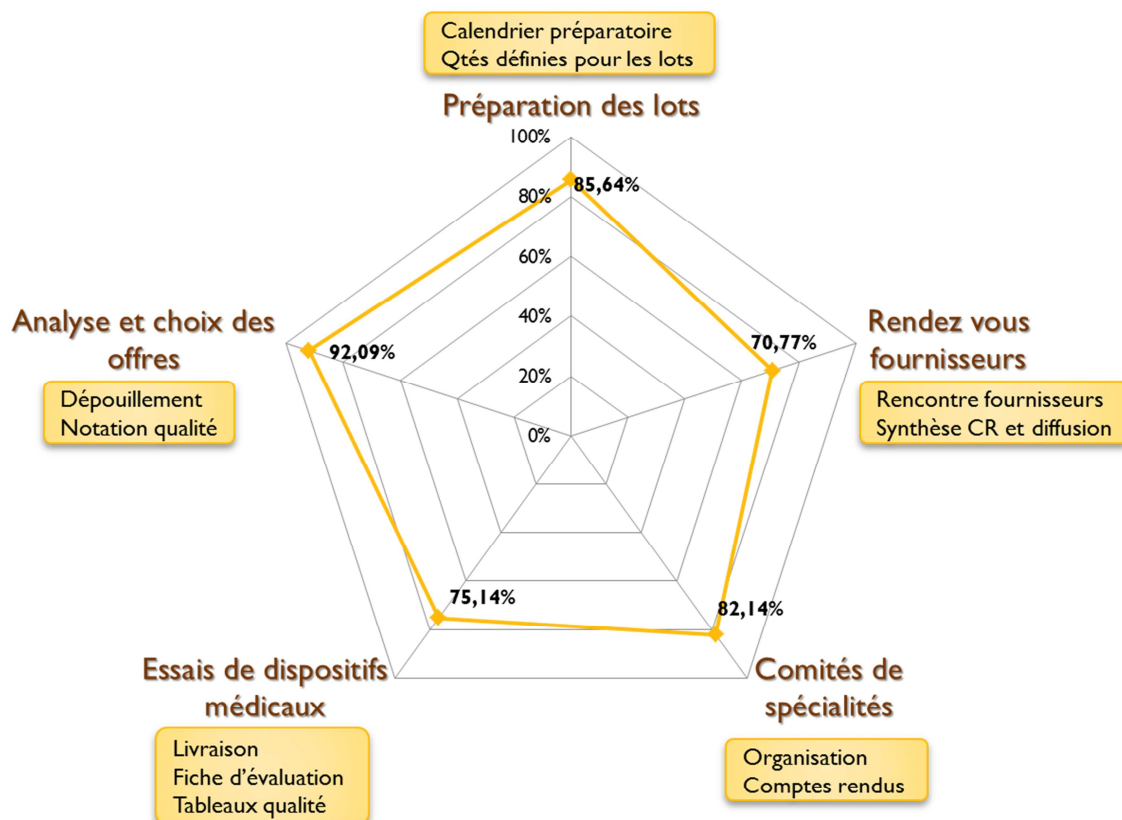 Calendrier préparatoire
Qtés définies pour les lots
Préparation des lots
100%
85,64%
80%
60%
40%
20%
0%
Analyse et choix des
offres
92,09%
Dépouillement
Notation qualité
70,77%
Rendez vous
fournisseurs
Rencontre fournisseurs
Synthèse CR et diffusion
75,14%
82,14%
Essais de dispositifs
médicaux
Livraison
Fiche d’évaluation
Tableaux qualité
Comités de
spécialités
Organisation
Comptes rendus